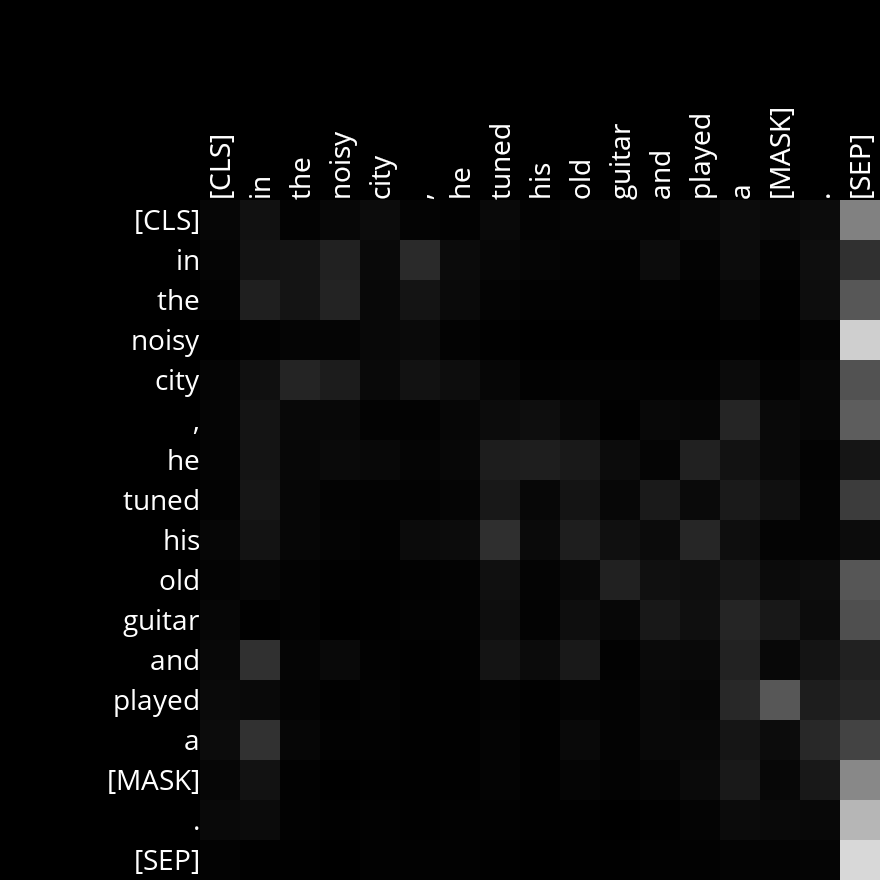 [CLS] in the noisy city , he tuned his old guitar and played a [MASK] . [SEP]
[CLS]
in
the
noisy
city
,
he
tuned
his
old
guitar
and
played
a
[MASK]
.
[SEP]